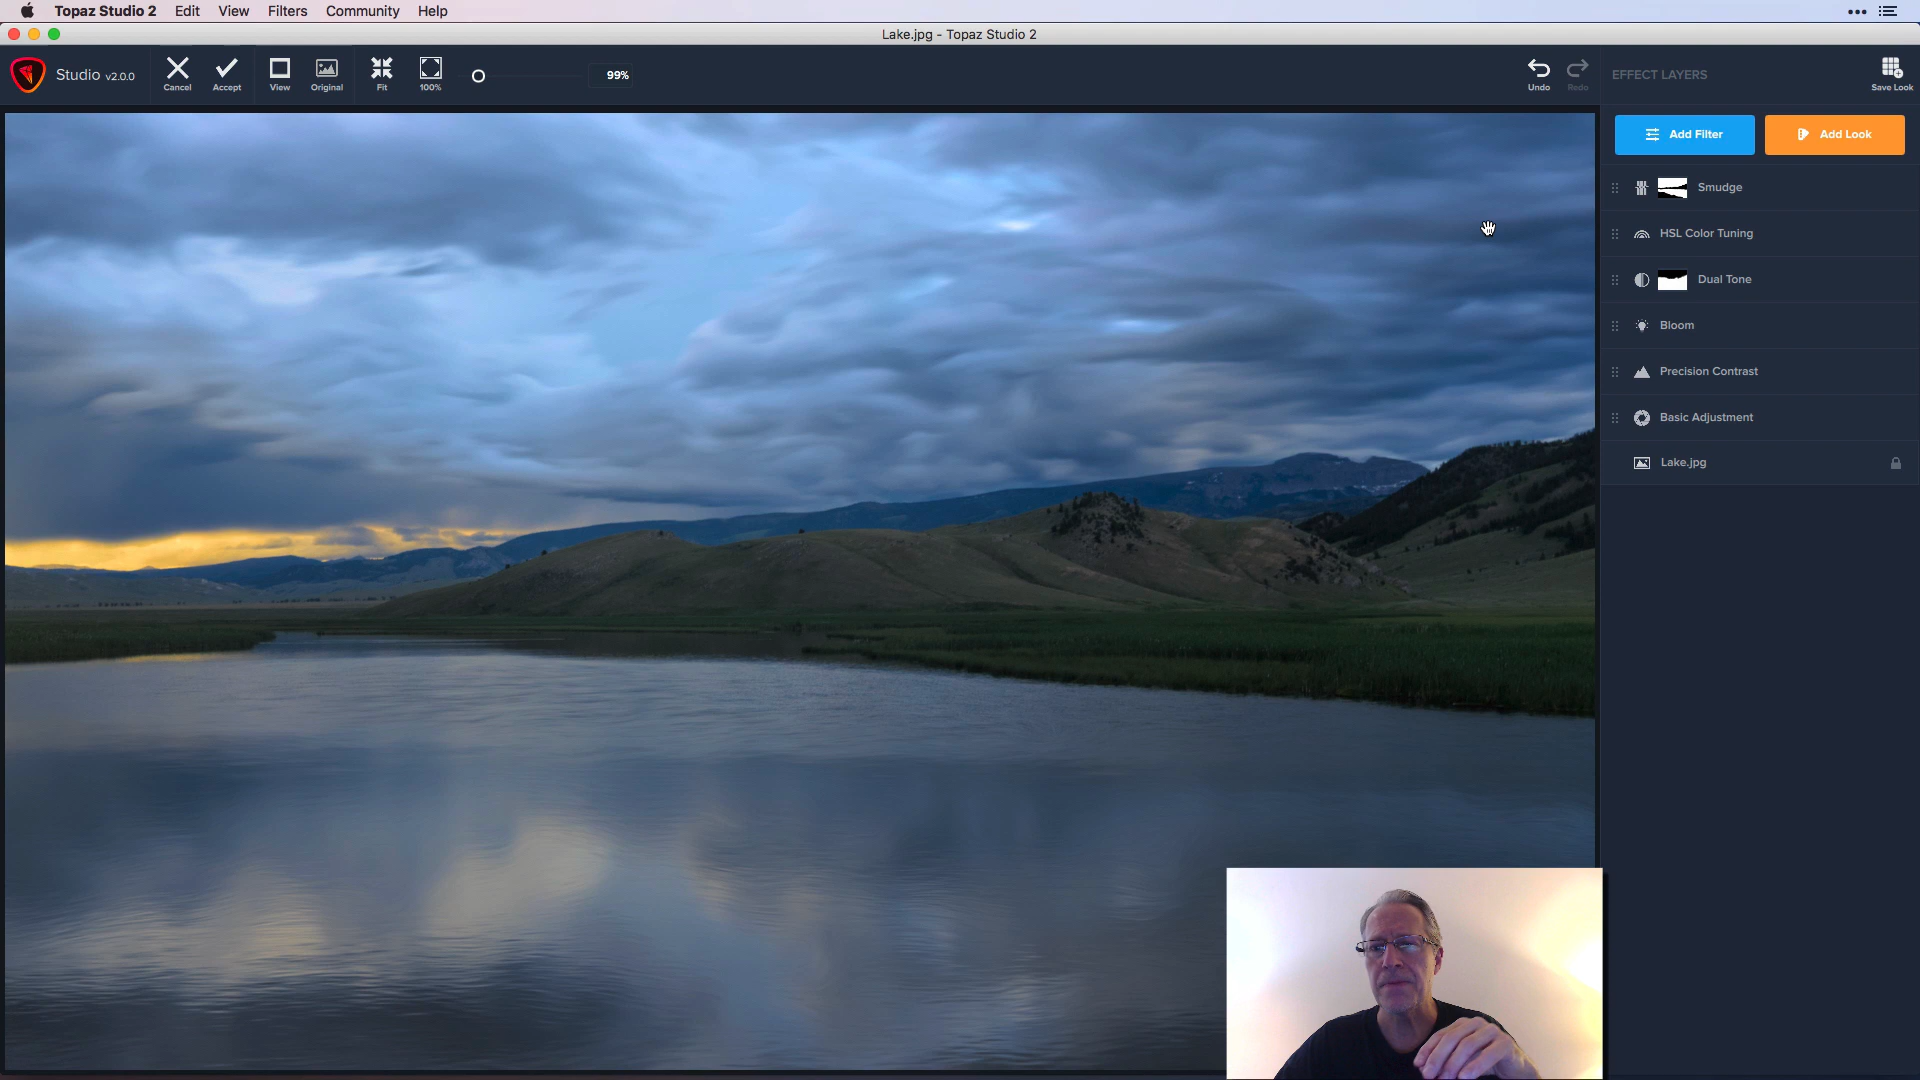 Topaz Studio 2 Edit View Filters Community Help
Lake.jpg - Topaz Studio 2
Studio v2.0.0
Cancel
Accept
View
Original
Fit
100%
99%
Undo
Redo
EFFECT LAYERS
Save Look
Add Filter
Add Look
Smudge
HSL Color Tuning
Dual Tone
Bloom
Precision Contrast
Basic Adjustment
Lake.jpg